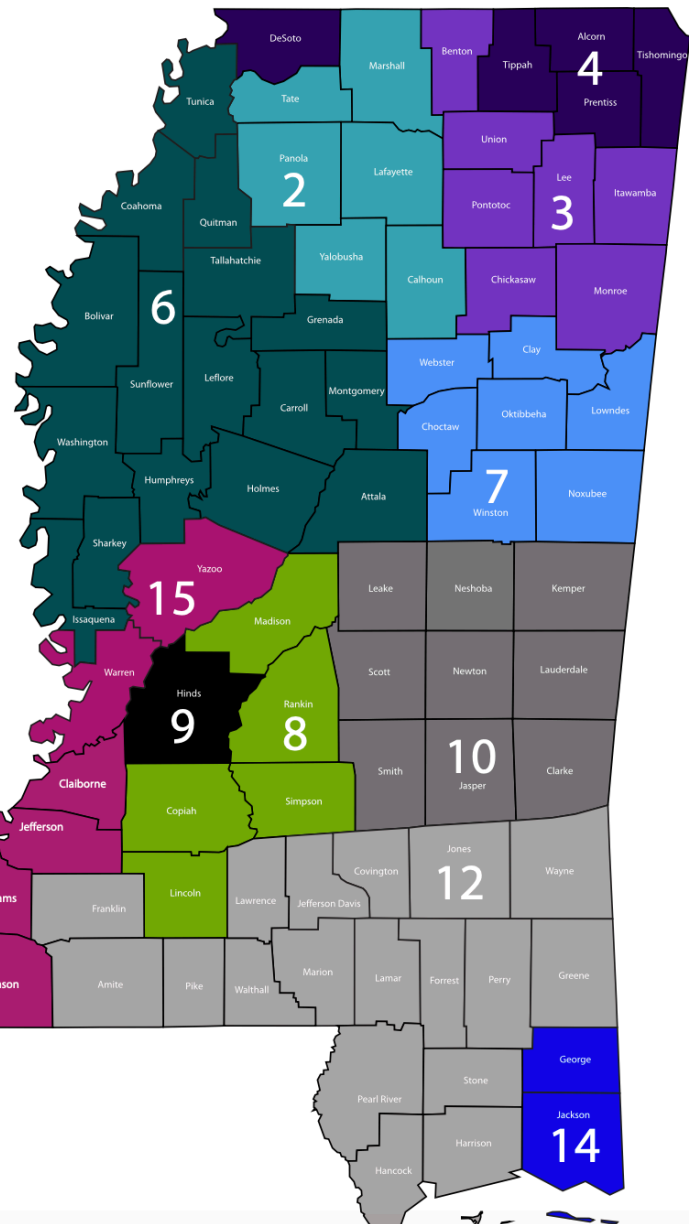 DeSoto
Marshall
Benton
Tippah
Alcorn
4
Tishomingo
Prentiss
Tunica
Tate
Panola
2
Lafayette
Union
Pontotoc
Lee
3
Itawamba
Coahoma
Quitman
Tallahatchie
Yalobusha
Calhoun
Chickasaw
Monroe
Bolivar
6
Sunflower
Leflore
Grenada
Carroll
Montgomery
Webster
Clay
Choctaw
Oktibbeha
Lowndes
Washington
Humphreys
Holmes
Attala
7
Winston
Noxubee
Sharkey
Issaquena
Yazoo
15
Madison
Leake
Neshoba
Kemper
Warren
Hinds
9
Rankin
8
Scott
Newton
Lauderdale
Claiborne
Copiah
Simpson
Smith
10
Jasper
Clarke
Jefferson
ms
Franklin
Lincoln
Lawrence
Jefferson Davis
Covington
Jones
12
Wayne
son
Amite
Pike
Walthall
Marion
Lamar
Forrest
Perry
Greene
Pearl River
Stone
George
Hancock
Harrison
Jackson
14